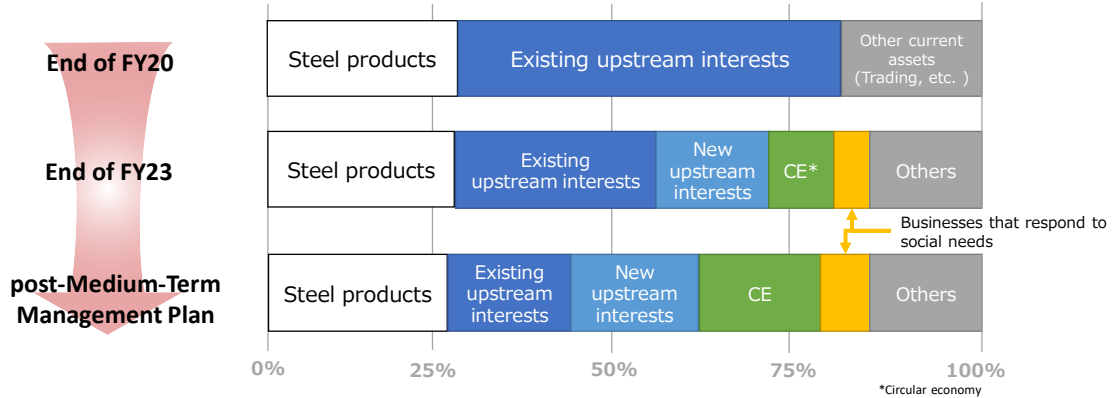 End of FY20
Steel products
Existing upstream interests
Other current
assets
(Trading, etc. )
End of FY23
Steel products
Existing
upstream interests
New
upstream
interests
CE*
Others
Businesses that respond to
social needs
post-Medium-Term
Management Plan
Steel products
Existing
upstream
interests
New
upstream
interests
CE
Others
0%
25%
50%
75%
100%
*Circular economy